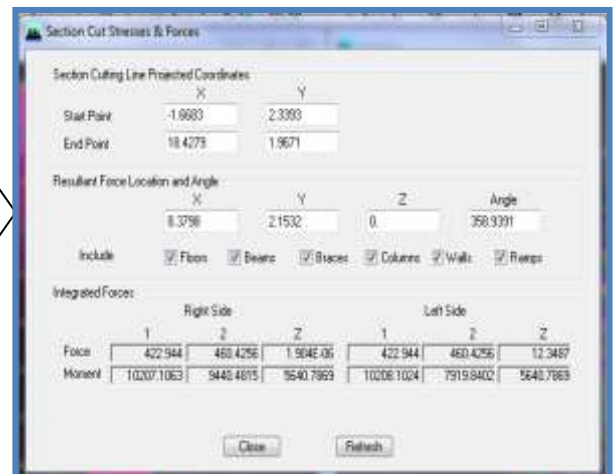 Section Cut Stresses & Forces
Section Cutting Line Projected Coordinates
X Y
Start Point -1.6683 2.3393
End Point 18.4279 1.9671
Resultant Force Location and Angle
X Y Z Angle
8.3798 2.1532 0. 358.9391
Include Floors Beams Braces Columns Walls Ramps
Integrated Forces
Right Side Left Side
1 2 Z 1 2 Z
Force 422.944 460.4256 1.904E-06 422.944 460.4256 12.3487
Moment 10207.1063 9440.4815 5640.7869 10208.1024 7919.8402 5640.7869
Close Refresh